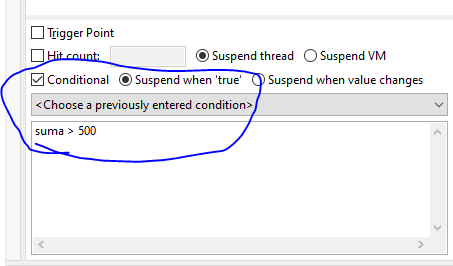 Trigger Point
Hit count: Suspend thread Suspend VM
Conditional Suspend when 'true' Suspend when value changes
<Choose a previously entered condition>
suma > 500